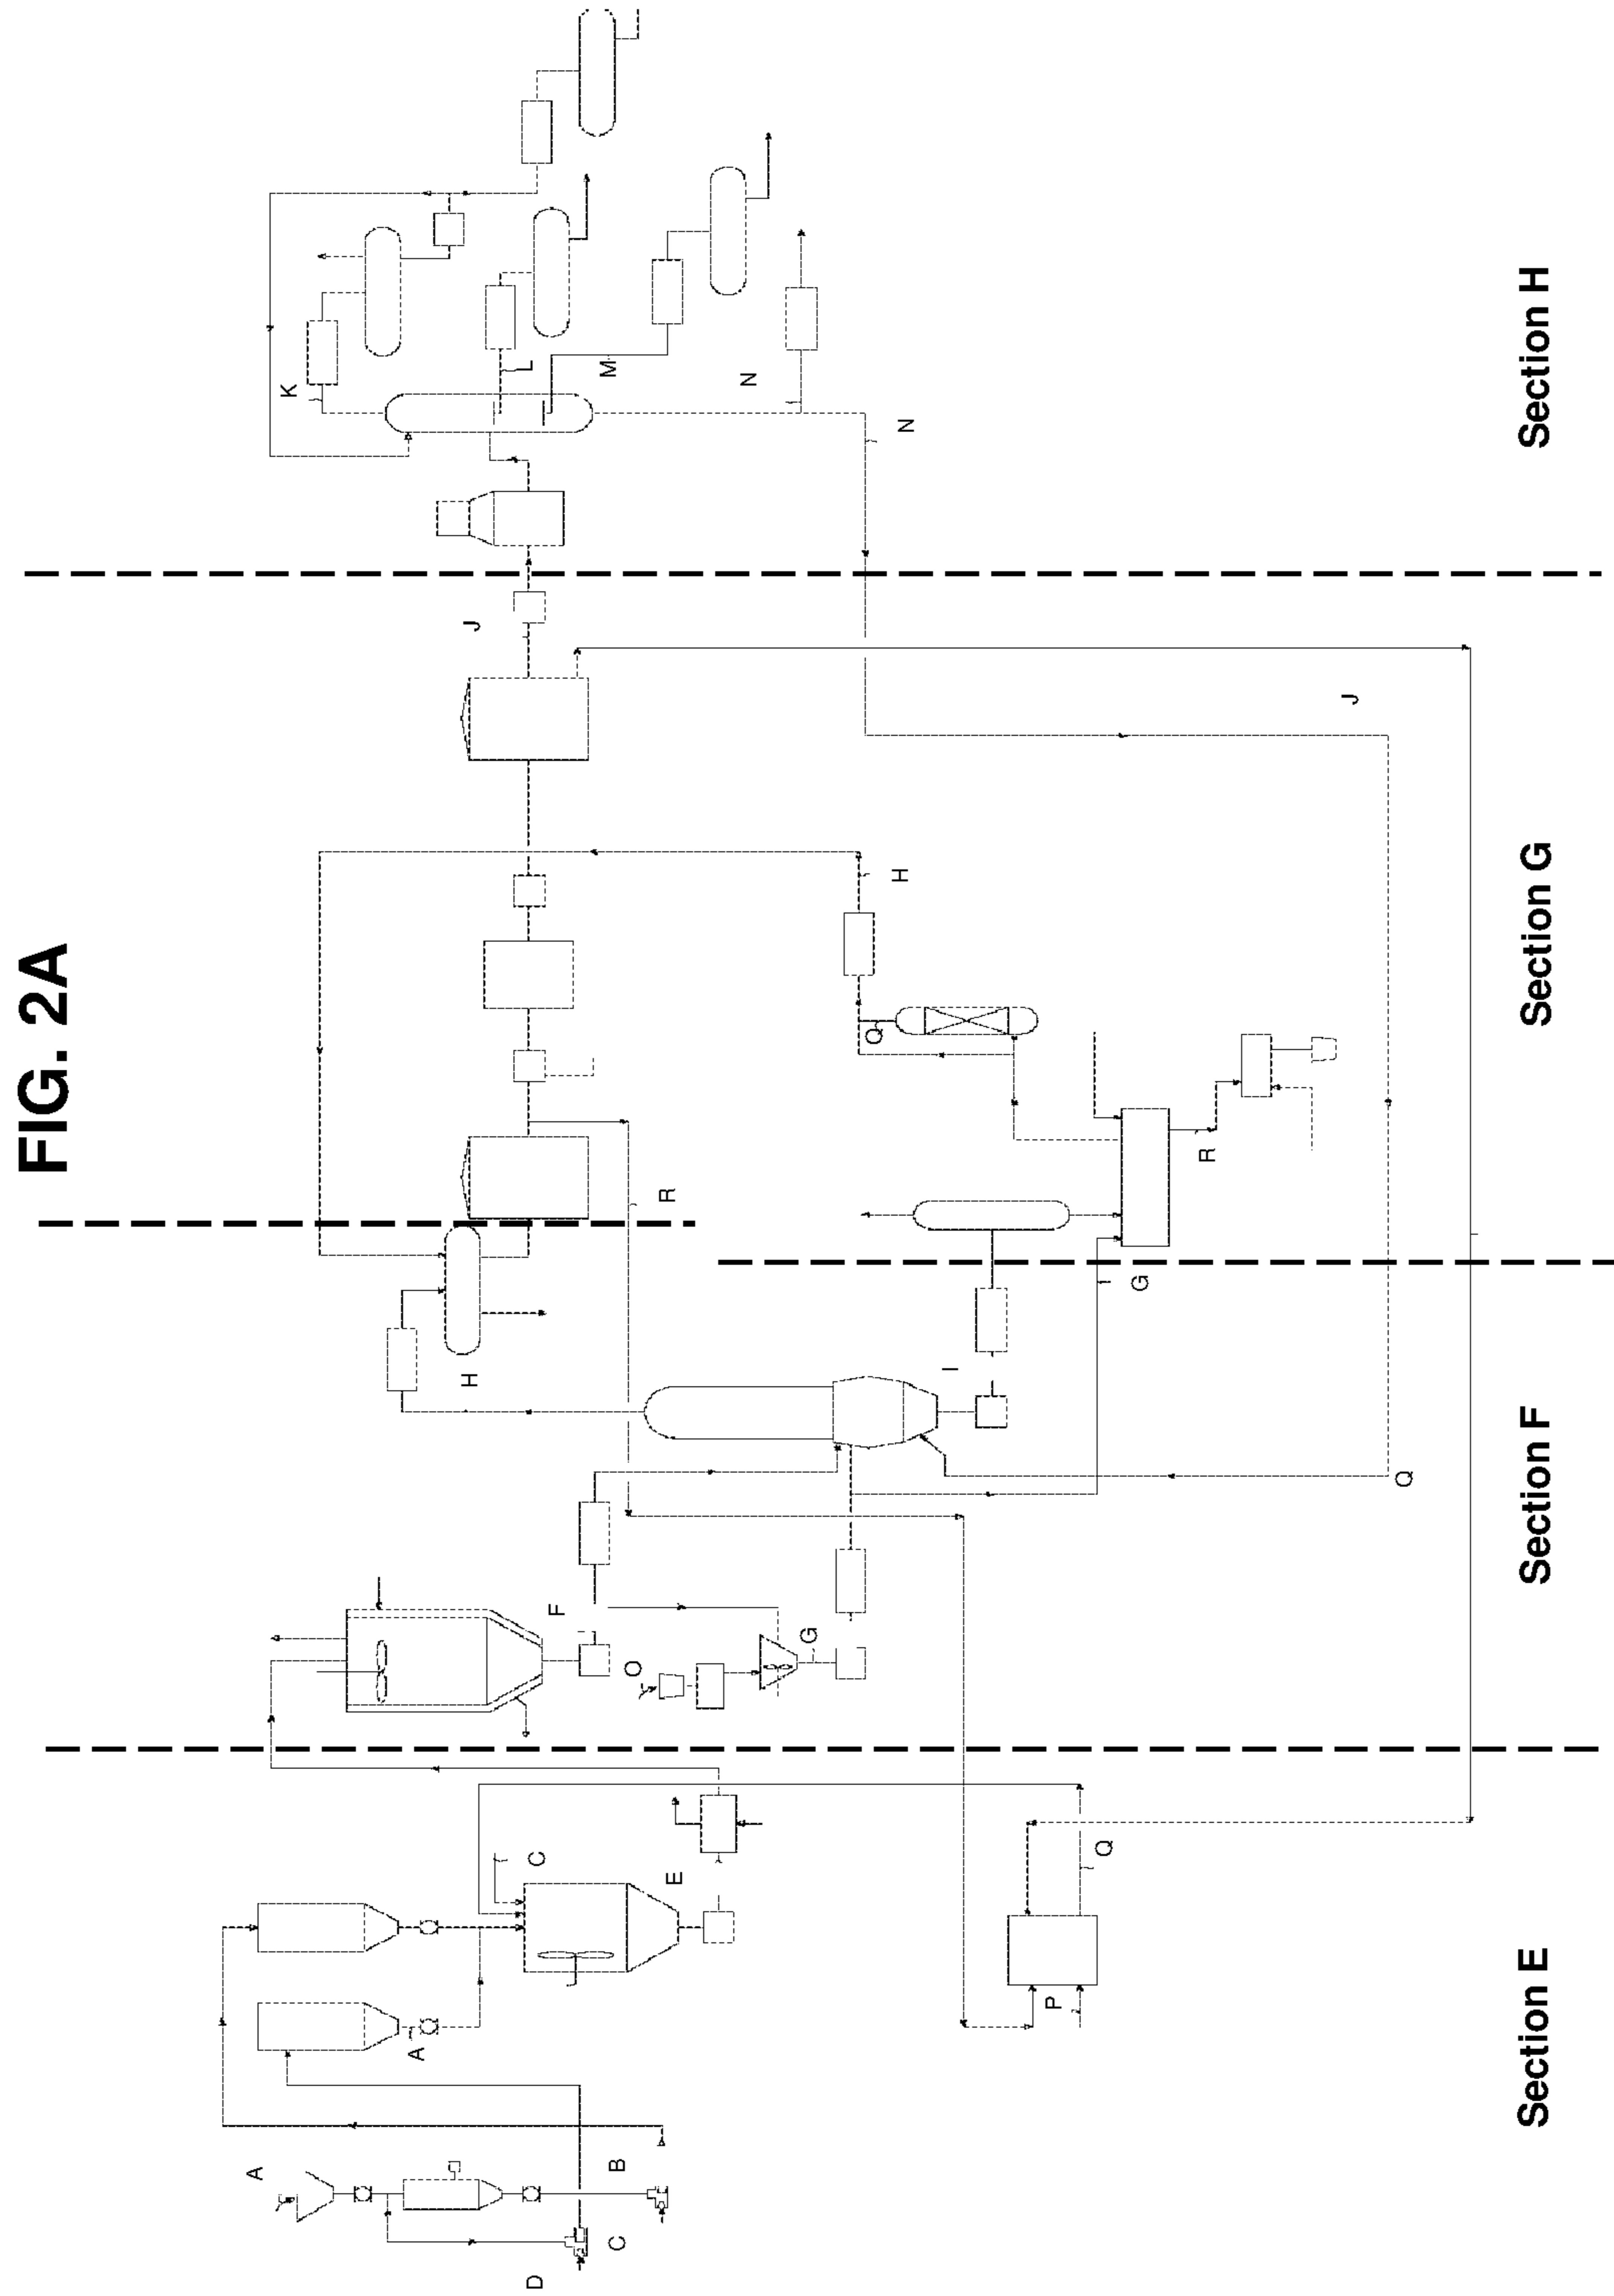 FIG. 2A
K
L
M
N
N
J
J
H
Q
R
R
G
H
I
Q
F
O
G
C
E
Q
P
A
A
B
C
D
Section E
Section F
Section G
Section H